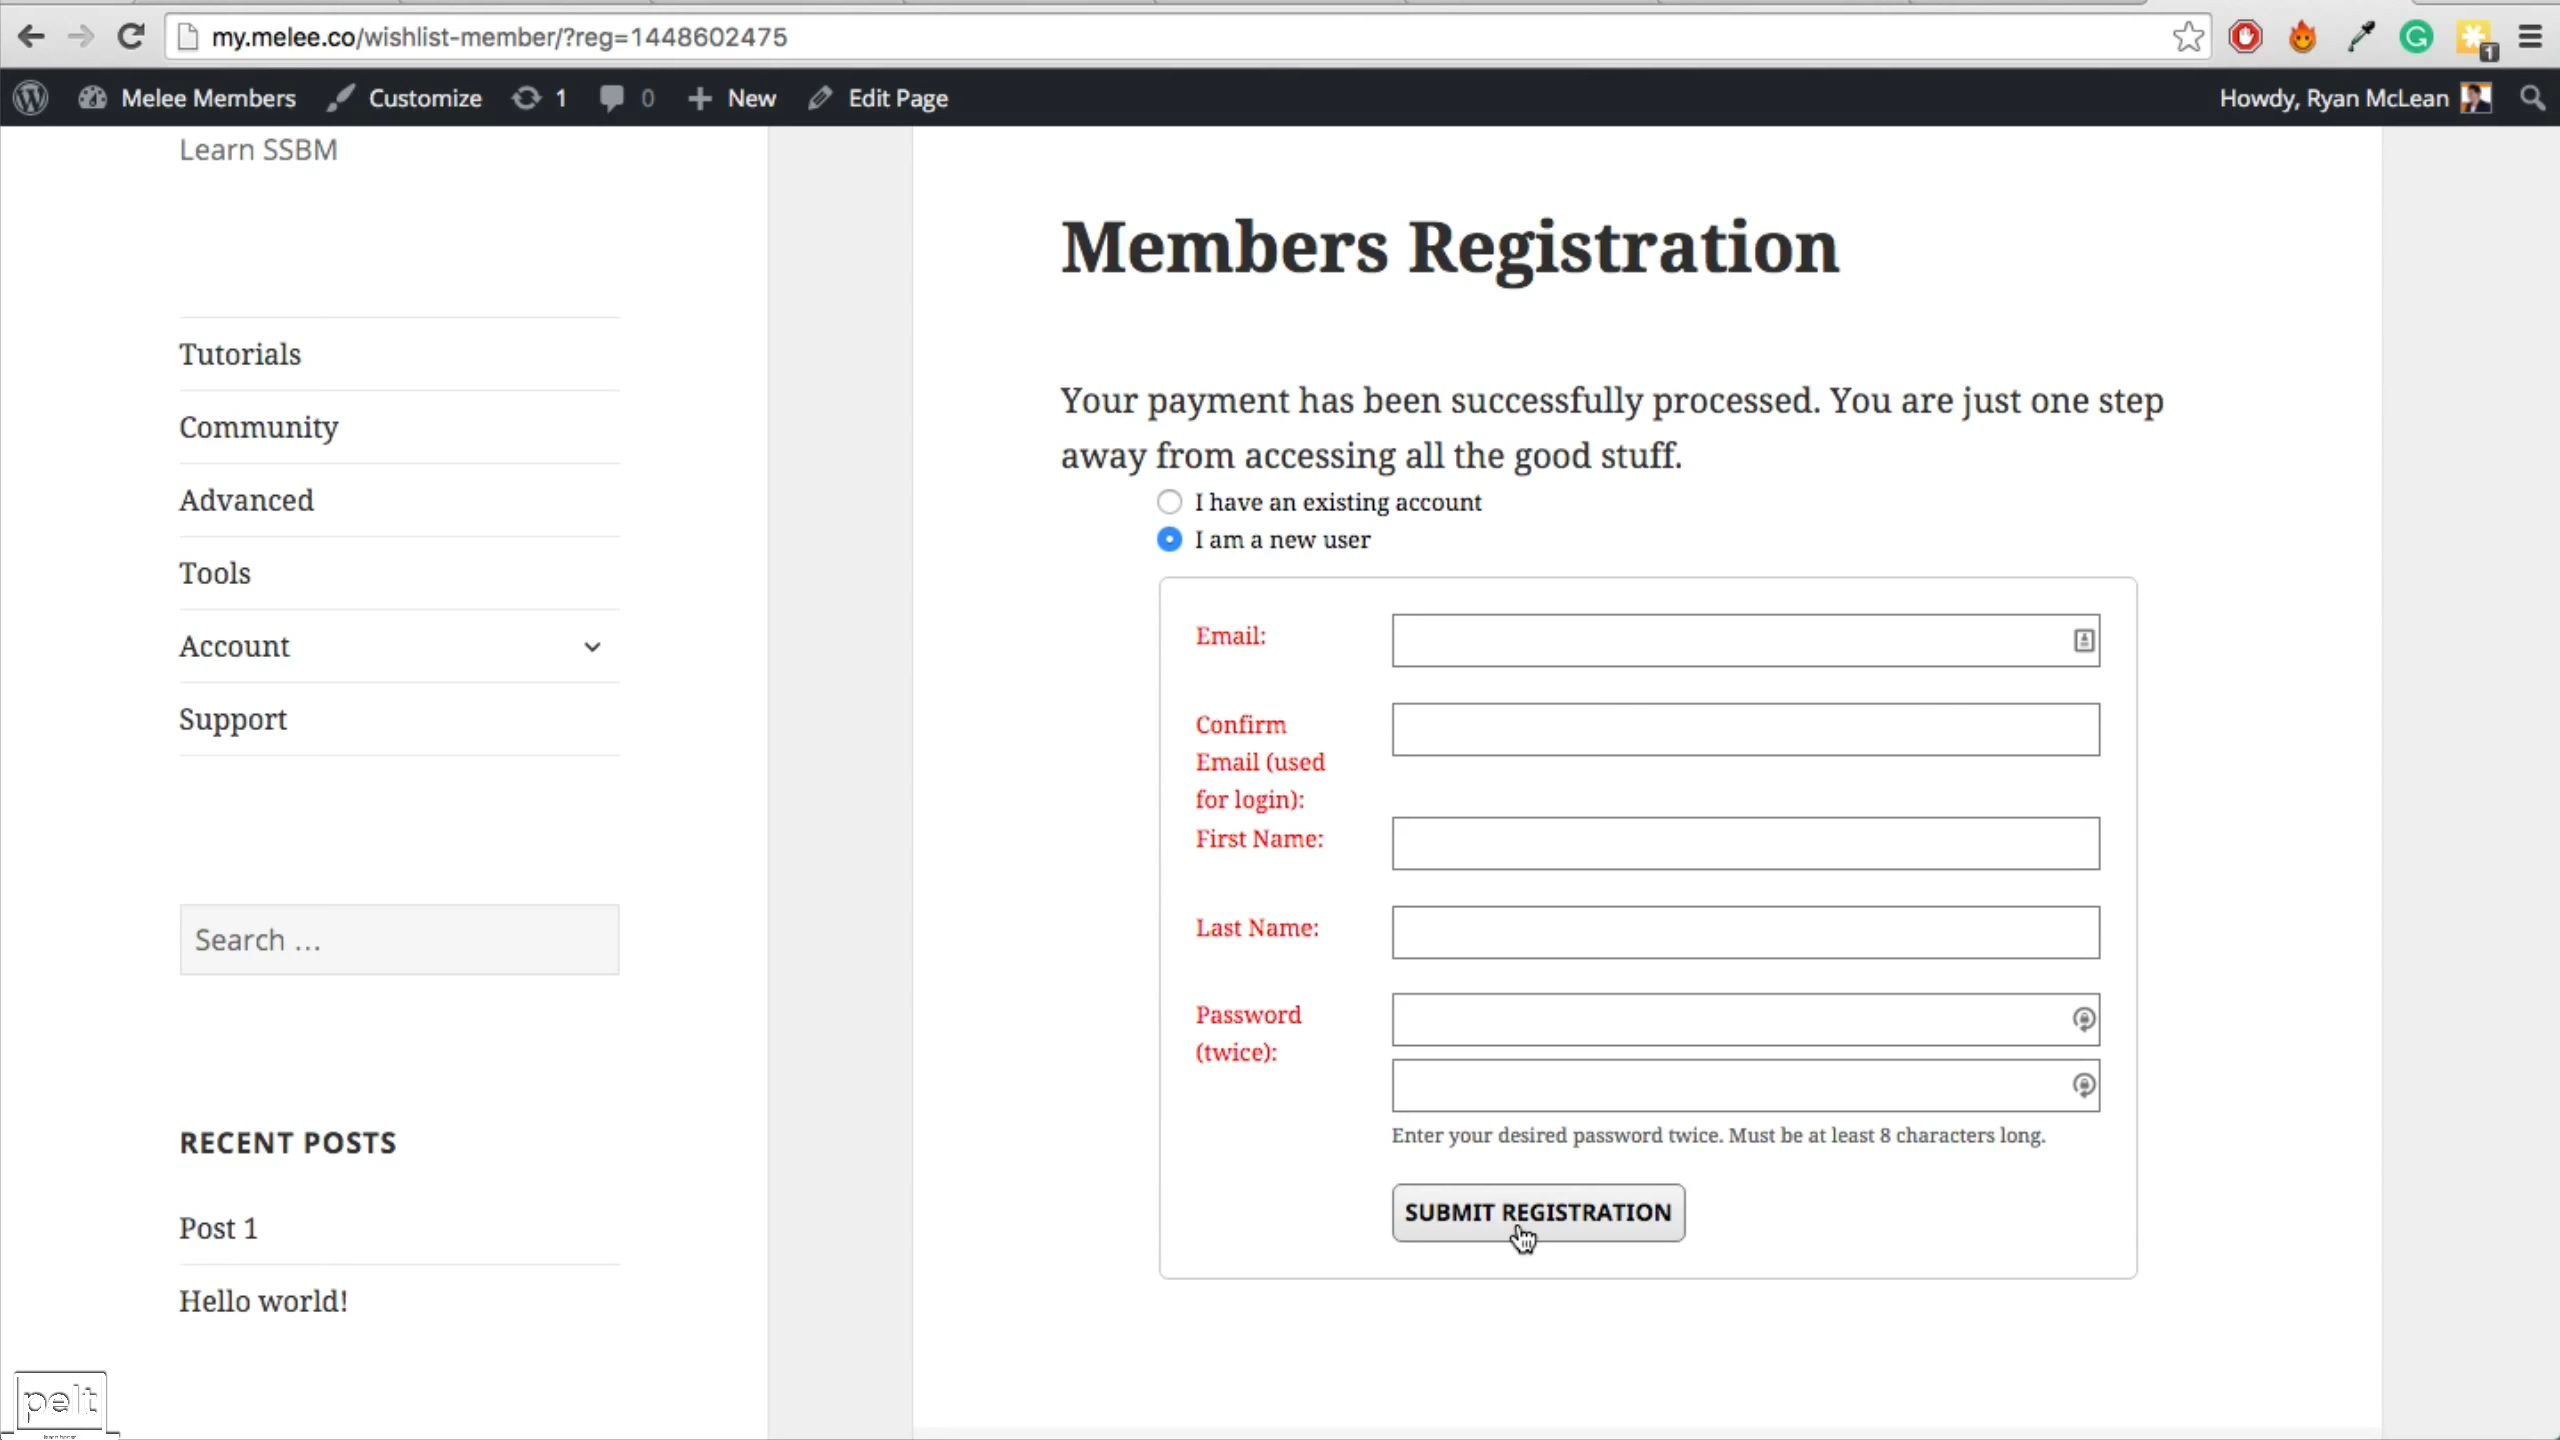 my.melee.co/wishlist-member/?reg=1448602475
1
Melee Members Customize 1 0 New Edit Page Howdy, Ryan McLean
Learn SSBM
Tutorials
Community
Advanced
Tools
Account
Support
Search …
RECENT POSTS
Post 1
Hello world!
pelt
Members Registration
Your payment has been successfully processed. You are just one step
away from accessing all the good stuff.
I have an existing account
I am a new user
Email:
Confirm
Email (used
for login):
First Name:
Last Name:
Password
(twice):
Enter your desired password twice. Must be at least 8 characters long.
SUBMIT REGISTRATION